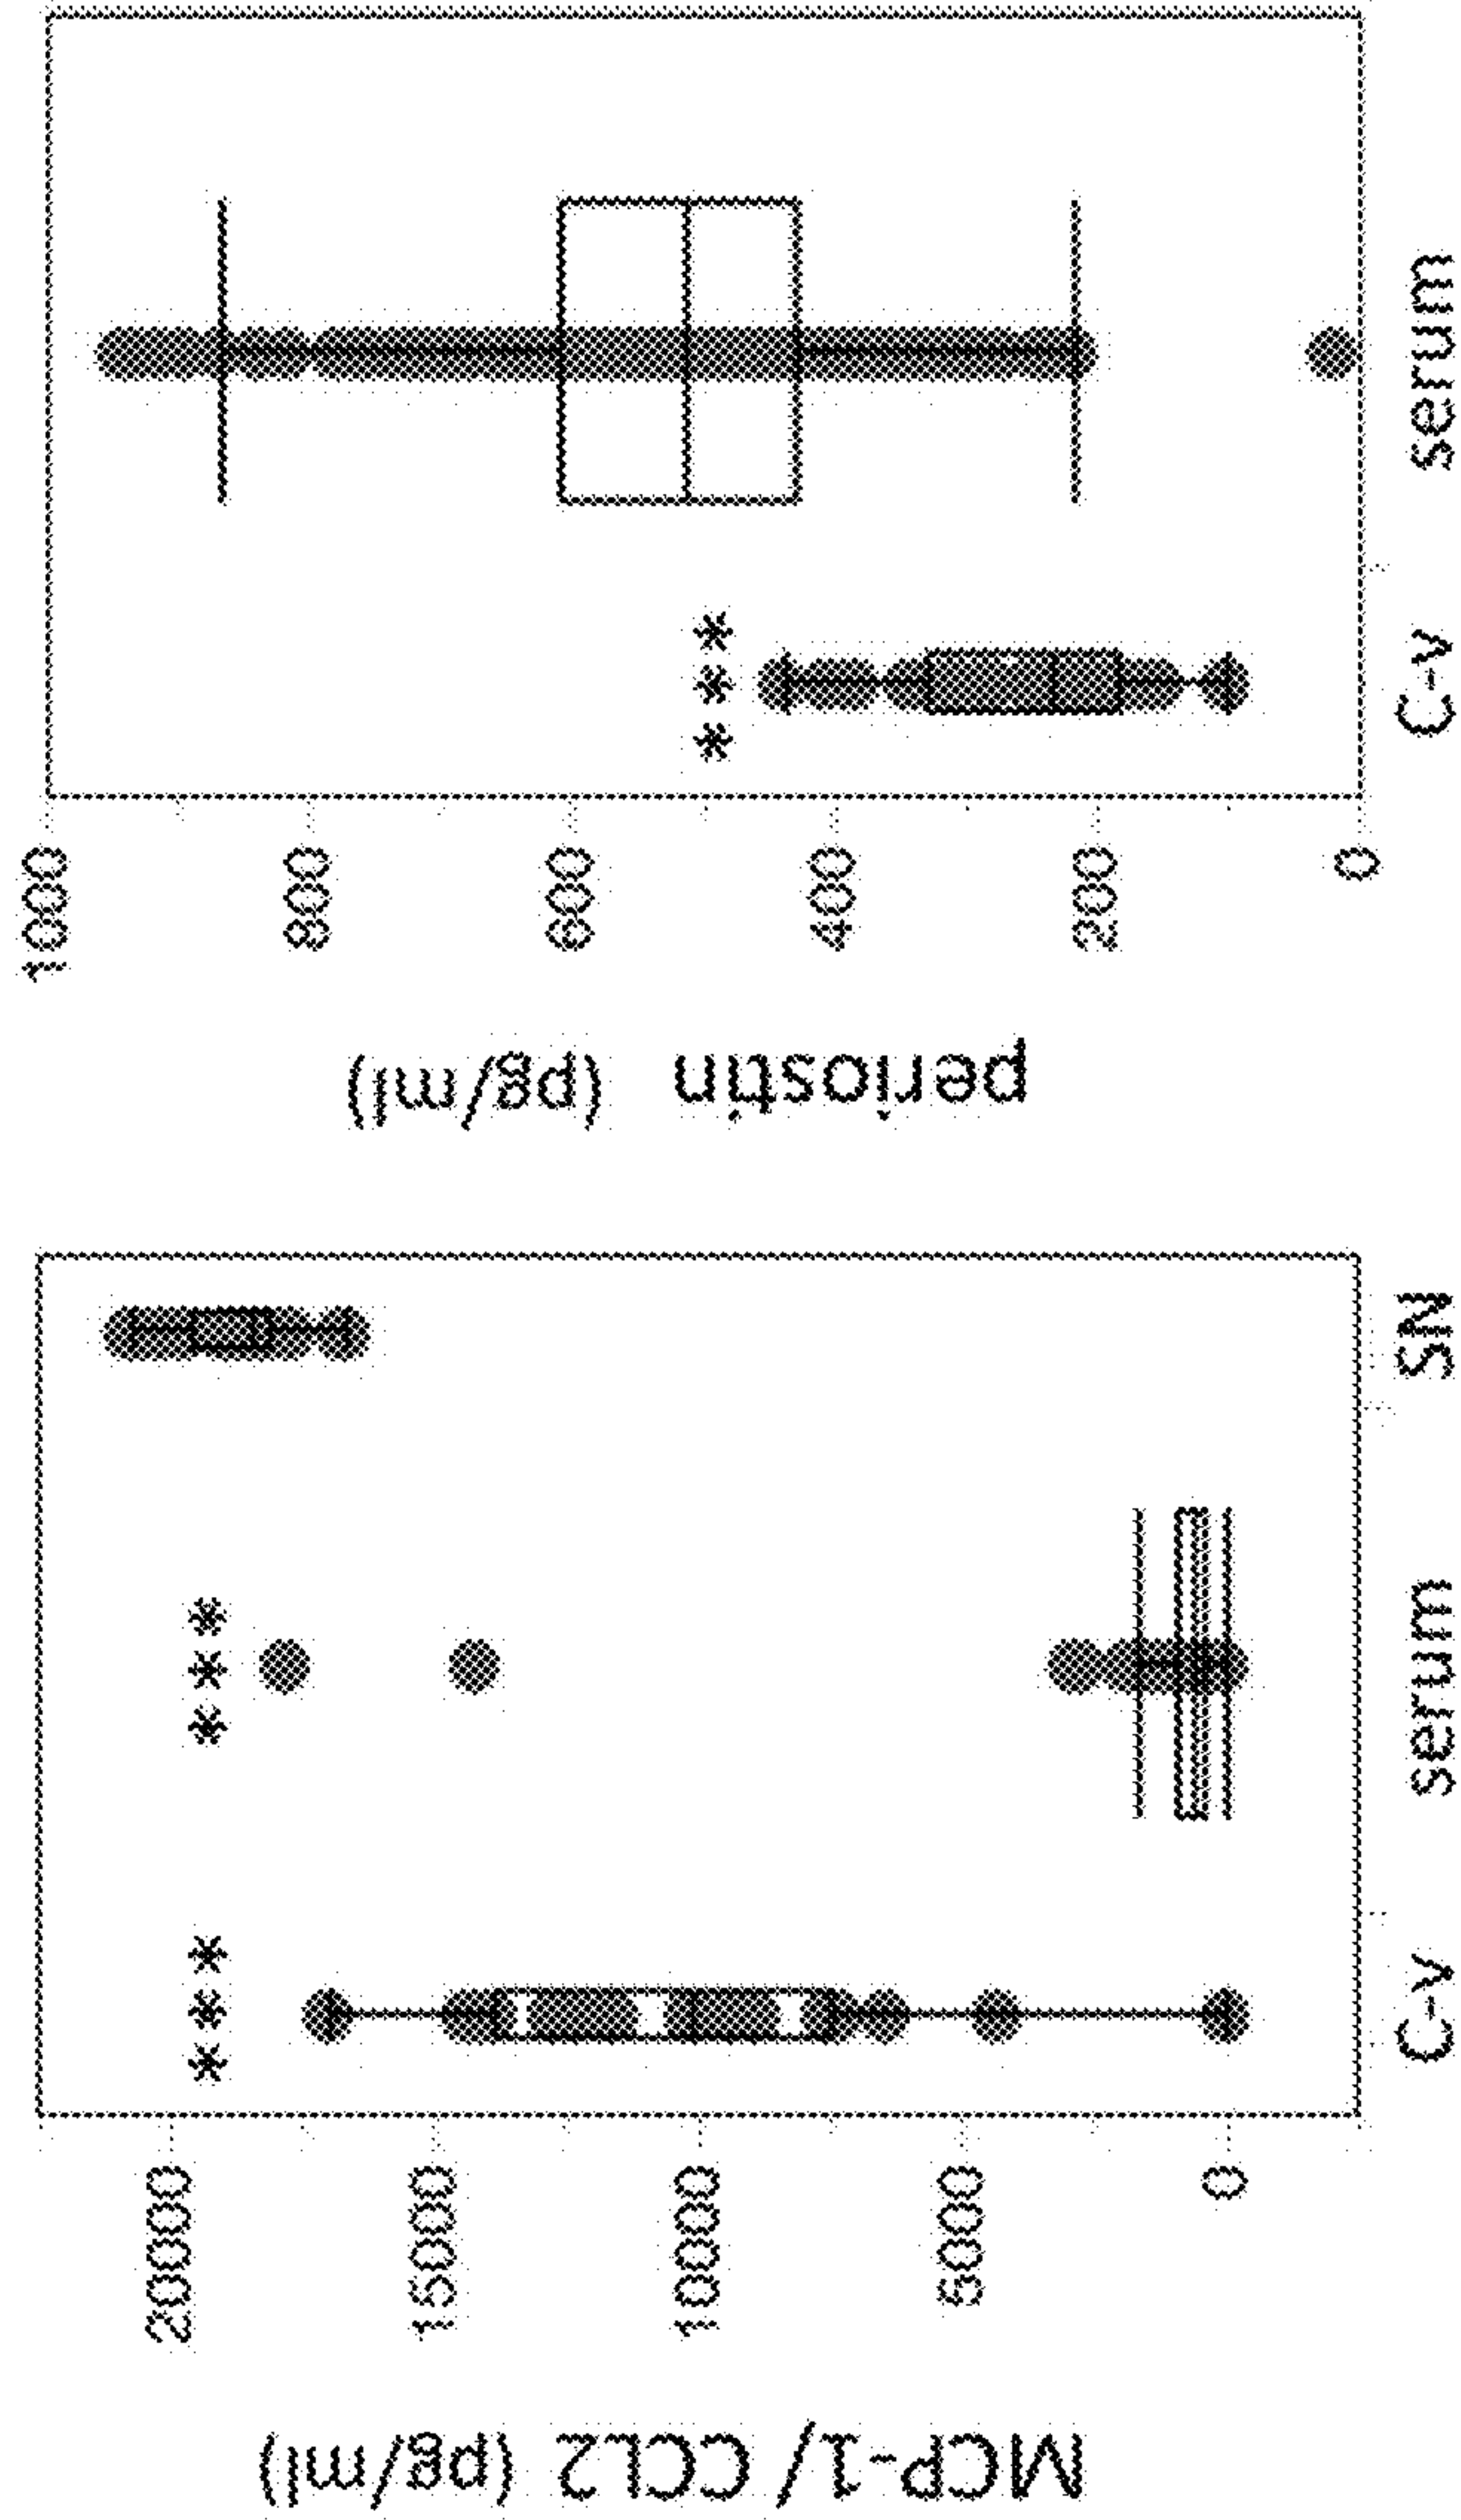 MCP-1/ CCL2 (pg/ml)
20000
15000
10000
5000
0
***
***
C-v
serum
SN
periostin (pg/ml)
1000
800
600
400
200
0
***
C-v
serum